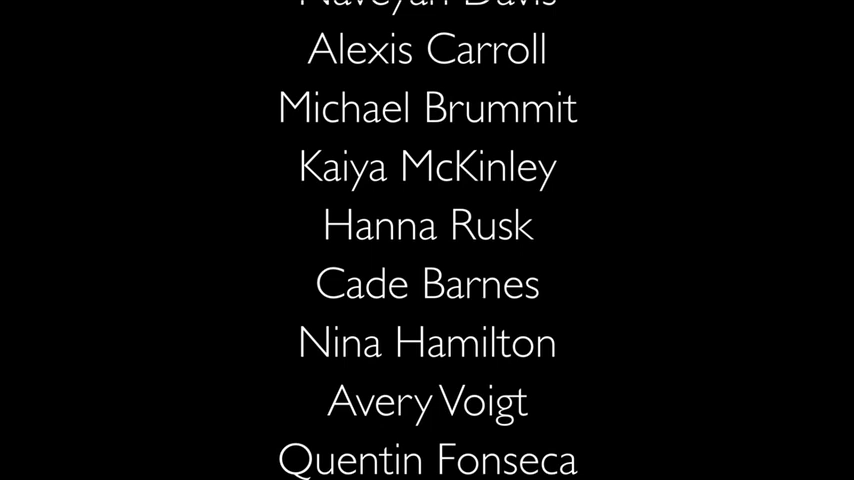 Alexis Carroll
Michael Brummit
Kaiya McKinley
Hanna Rusk
Cade Barnes
Nina Hamilton
Avery Voigt
Quentin Fonseca